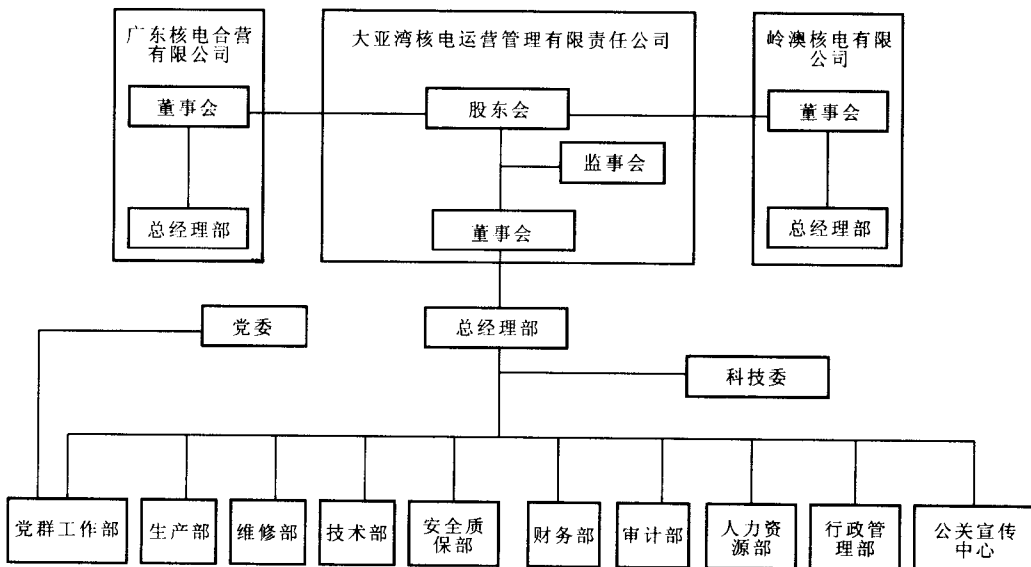 广东核电合营
有限公司
大亚湾核电运营管理有限责任公司
岭澳核电有限
公司
董事会
股东会
董事会
监事会
总经理部
董事会
总经理部
党委
总经理部
科技委
党群工作部
生产部
维修部
技术部
安全质
保部
财务部
审计部
人力资
源部
行政管
理部
公关宣传
中心